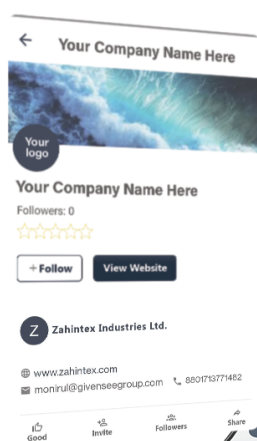 Your Company Name Here
Your
logo
Your Company Name Here
Followers: 0
+Follow
View Website
Z
Zahintex Industries Ltd.
www.zahintex.com
monirul@givenseegroup.com
8801713771482
Good
Invite
Followers
Share